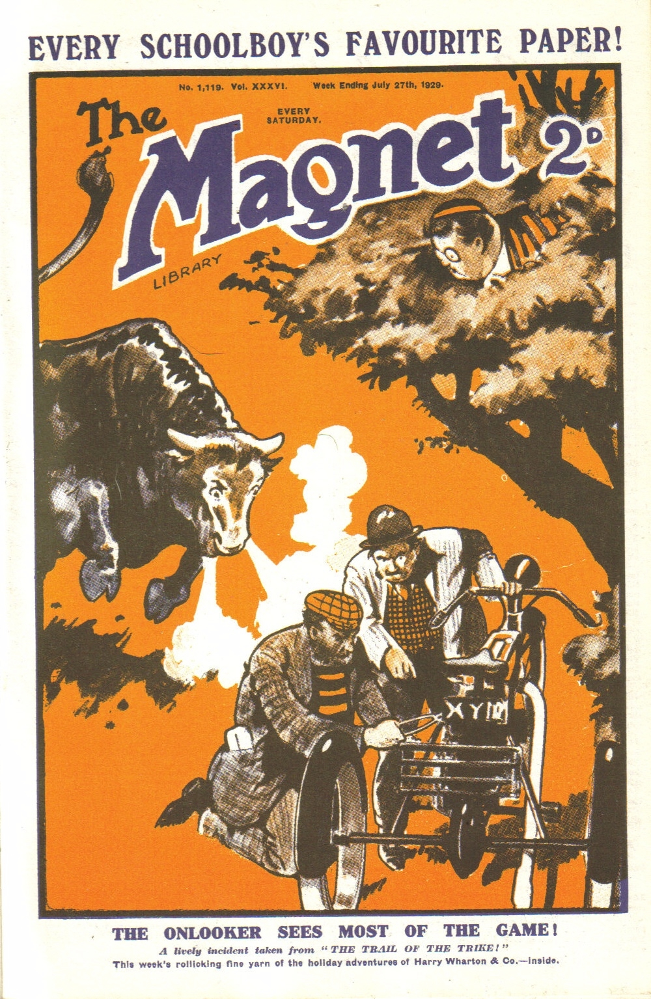 EVERY SCHOOLBOY'S FAVOURITE PAPER!
No. 1,119. Vol. XXXVI. Week Ending July 27th, 1929.
EVERY
SATURDAY.
The
Magnet 2D
LIBRARY
XY101
THE ONLOOKER SEES MOST OF THE GAME!
A lively incident taken from "THE TRAIL OF THE TRIKE!"
This week's rollicking fine yarn of the holiday adventures of Harry Wharton & Co.—inside.